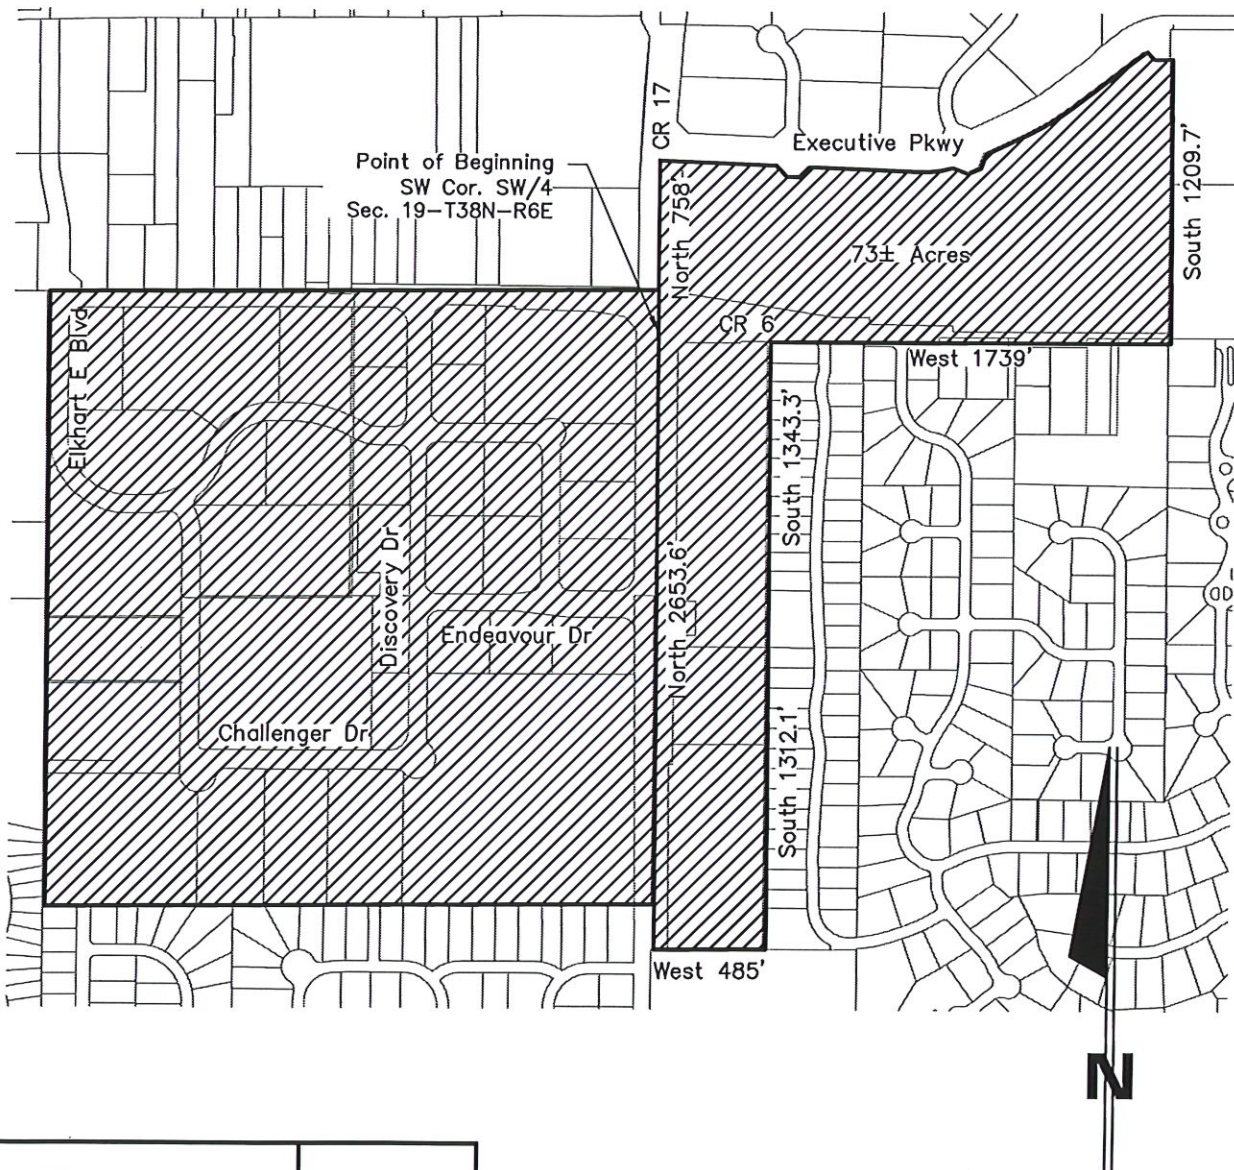 CR 17
Executive Pkwy
Point of Beginning
SW Cor. SW/4
Sec. 19-T38N-R6E
North 758'
South 1209.7'
73± Acres
CR 6
West 1739'
Elkhart E Blvd
South 1343.3'
Discovery Dr
Endeavour Dr
North 2653.6'
Challenger Dr
South 1312.1'
West 485'
N